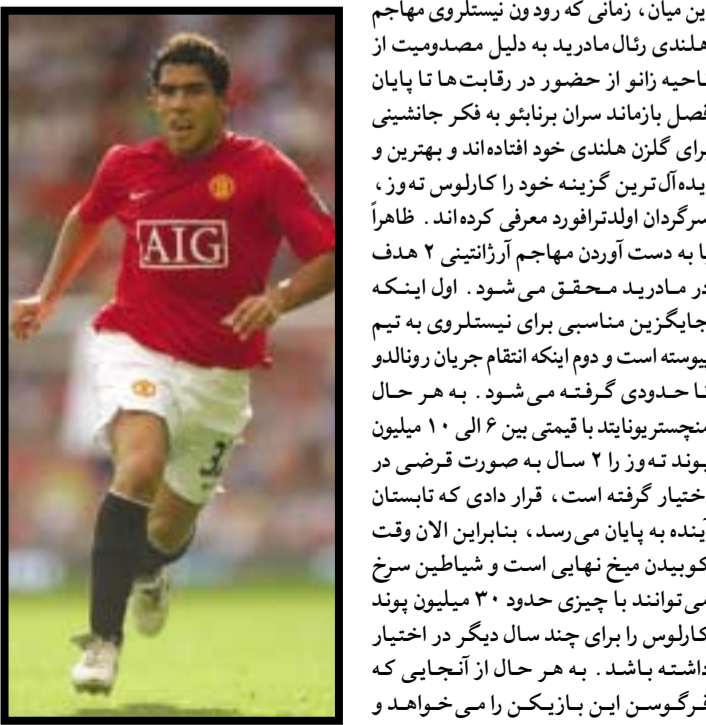 ین میان، زمانی که رود ون نیستلروی مهاجم
هلندی رئال مادرید به دلیل مصدومیت از
ناحیه زانو از حضور در رقابت‌ها تا پایان
فصل بازماند سران برنابئو به فکر جانشینی
برای گلزن هلندی خود افتاده‌اند و بهترین و
یده‌آل‌ترین گزینه خود را کارلوس ته‌وز،
سرگردان اولدترافورد معرفی کرده‌اند. ظاهراً
با به دست آوردن مهاجم آرژانتینی ۲ هدف
در مادرید محقق می‌شود. اول اینکه
جایگزین مناسبی برای نیستلروی به تیم
پیوسته است و دوم اینکه انتقام جریان رونالدو
تا حدودی گرفته می‌شود. به هر حال
منچستریونایتد با قیمتی بین ۶ الی ۱۰ میلیون
پوند ته‌وز را ۲ سال به صورت قرضی در
ختیار گرفته است، قرار دادی که تابستان
آینده به پایان می‌رسد، بنابراین الان وقت
کوبیدن میخ نهایی است و شیاطین سرخ
می‌توانند با چیزی حدود ۳۰ میلیون پوند
کارلوس را برای چند سال دیگر در اختیار
داشته باشد. به هر حال از آنجایی که
فرگوسن این بازیکن را می‌خواهد و
AIG